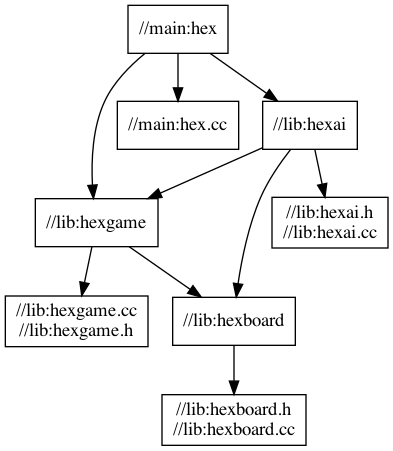 //main:hex
//main:hex.cc
//lib:hexai
//lib:hexgame
//lib:hexai.h
//lib:hexai.cc
//lib:hexgame.cc
//lib:hexgame.h
//lib:hexboard
//lib:hexboard.h
//lib:hexboard.cc